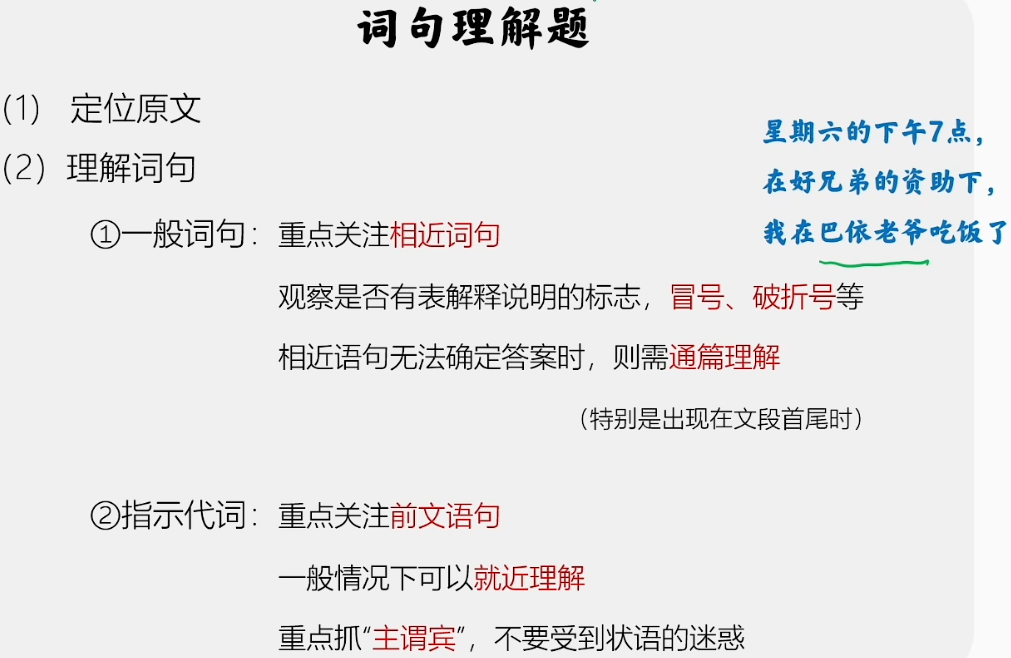 词句理解题
(1) 定位原文
(2) 理解词句
星期六的下午7点，
在好兄弟的资助下，
我在巴依老爷吃饭了
①一般词句：重点关注相近词句
观察是否有表解释说明的标志，冒号、破折号等
相近语句无法确定答案时，则需通篇理解
（特别是出现在文段首尾时）
②指示代词：重点关注前文语句
一般情况下可以就近理解
重点抓“主谓宾”，不要受到状语的迷惑